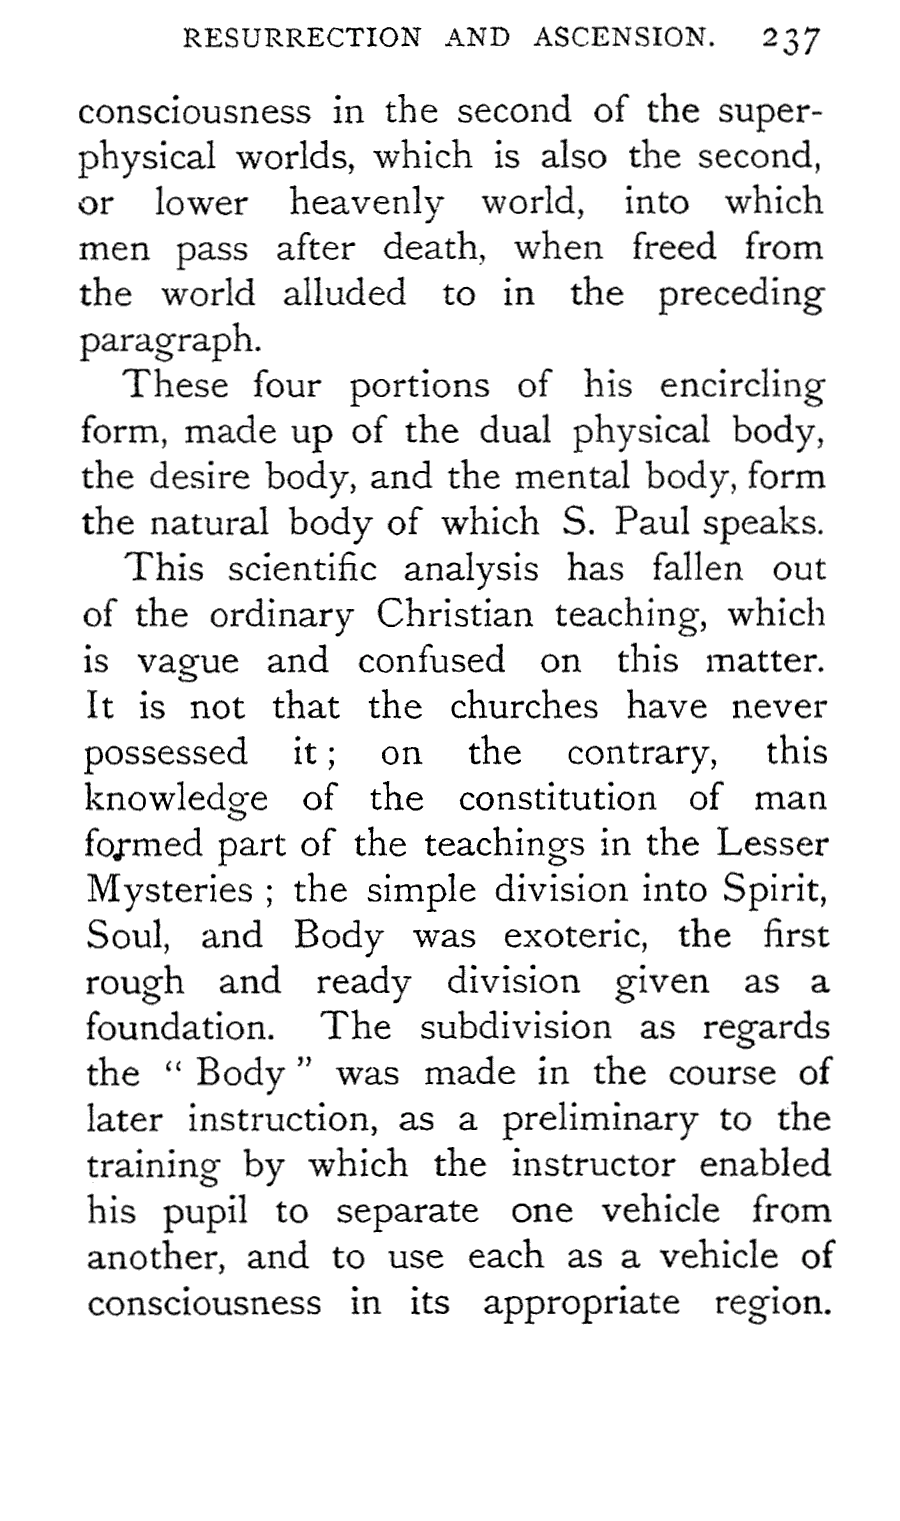 RESURRECTION AND ASCENSION. 237
consciousness in the second of the super-
physical worlds, which is also the second,
or lower heavenly world, into which
men pass after death, when freed from
the world alluded to in the preceding
paragraph.
These four portions of his encircling
form, made up of the dual physical body,
the desire body, and the mental body, form
the natural body of which S. Paul speaks.
This scientific analysis has fallen out
of the ordinary Christian teaching, which
is vague and confused on this matter.
It is not that the churches have never
possessed it ; on the contrary, this
knowledge of the constitution of man
formed part of the teachings in the Lesser
Mysteries ; the simple division into Spirit,
Soul, and Body was exoteric, the first
rough and ready division given as a
foundation. The subdivision as regards
the “ Body ” was made in the course of
later instruction, as a preliminary to the
training by which the instructor enabled
his pupil to separate one vehicle from
another, and to use each as a vehicle of
consciousness in its appropriate region.